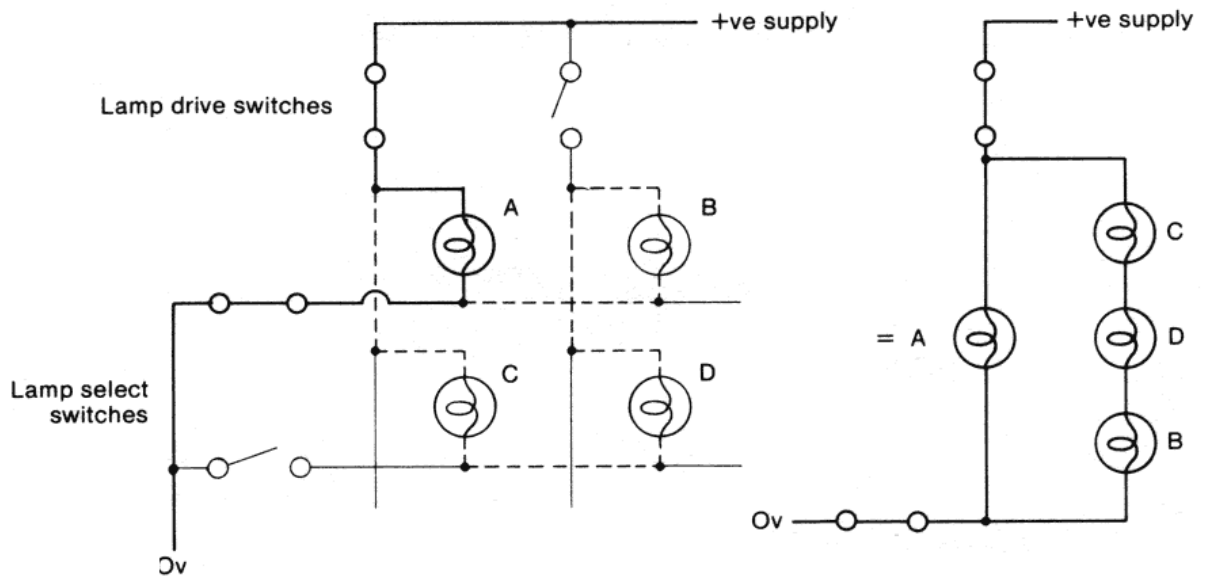 +ve supply
Lamp drive switches
A
B
C
D
Lamp select
switches
Ov
+ve supply
C
= A
D
B
Ov